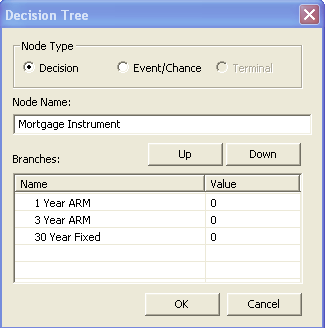 Decision Tree
Node Type
Decision Event/Chance Terminal
Node Name:
Mortgage Instrument
Branches: Up Down
Name Value
1 Year ARM 0
3 Year ARM 0
30 Year Fixed 0
OK Cancel